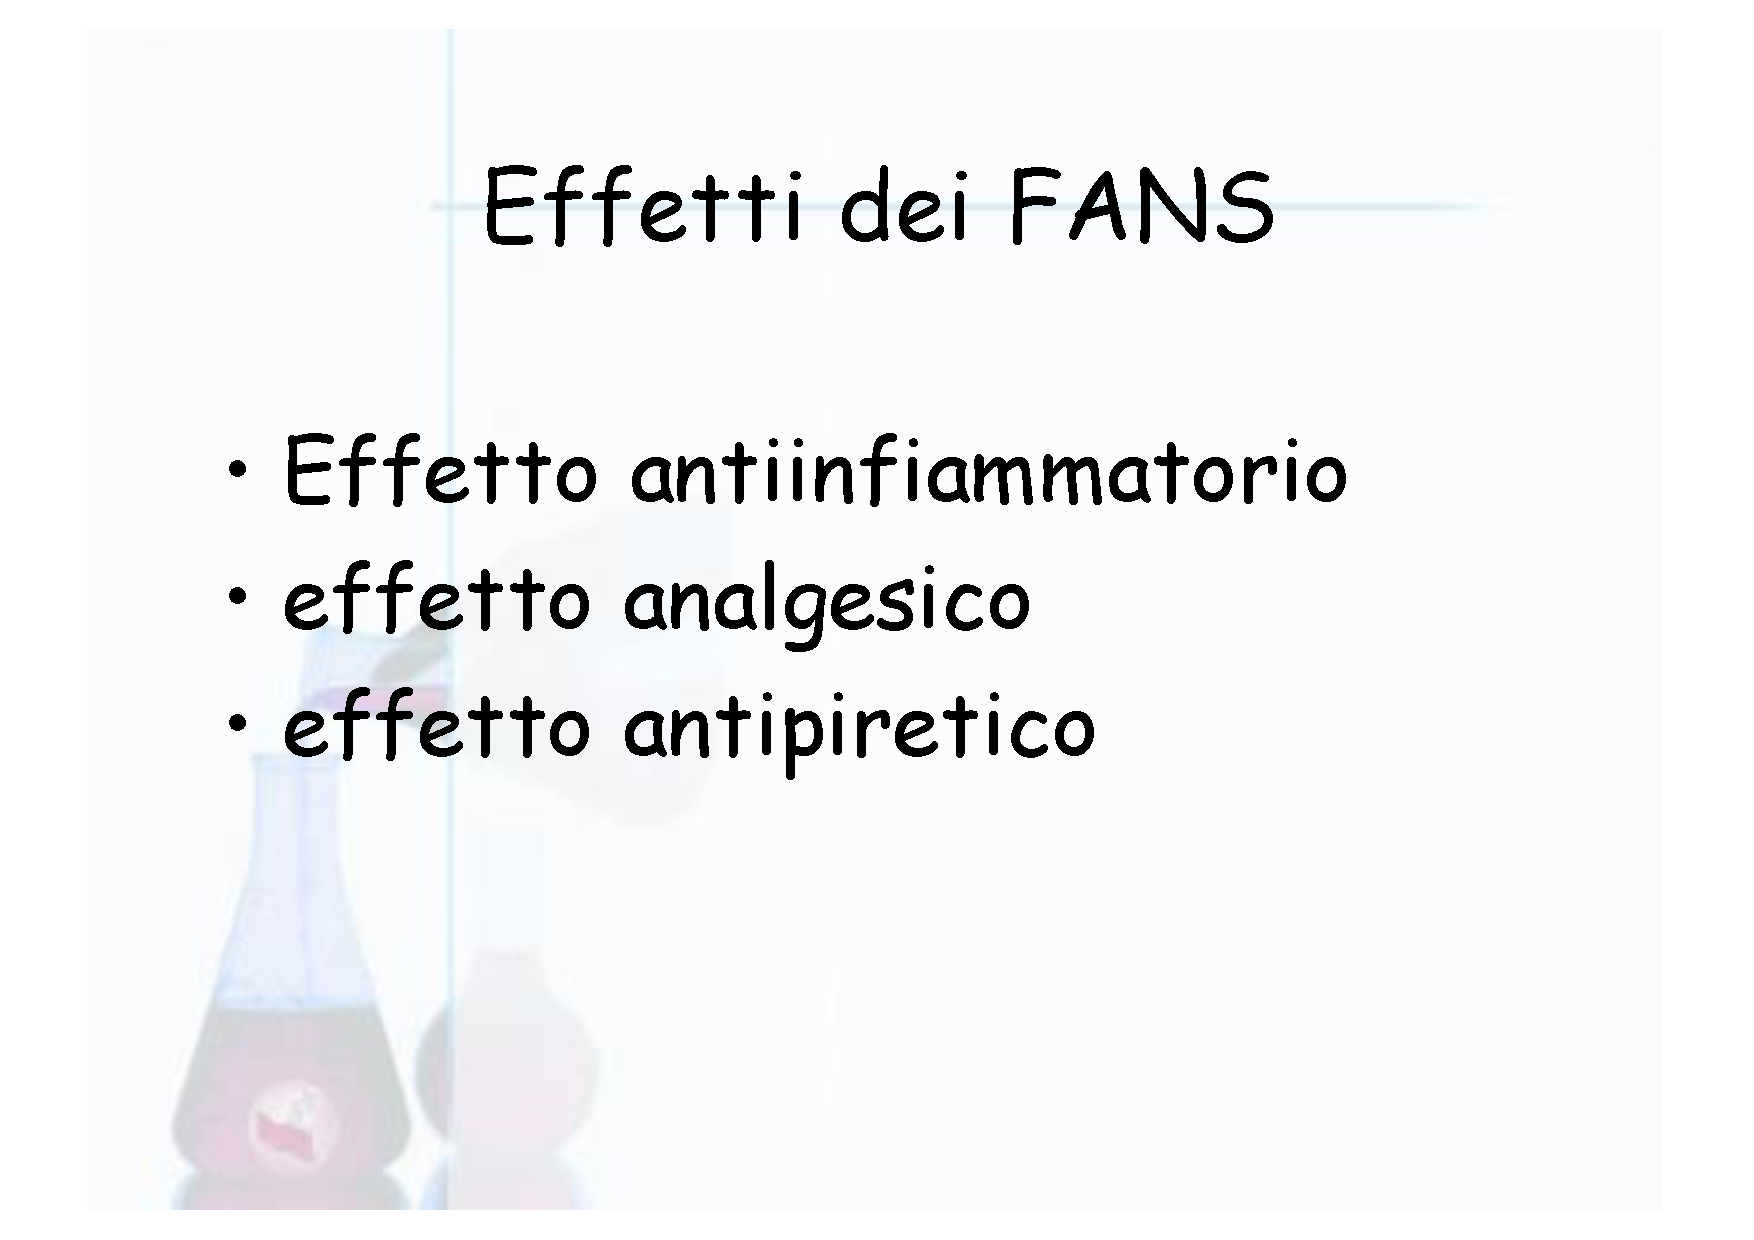 Effetti dei FANS
• Effetto antiinfiammatorio
• effetto analgesico
• effetto antipiretico